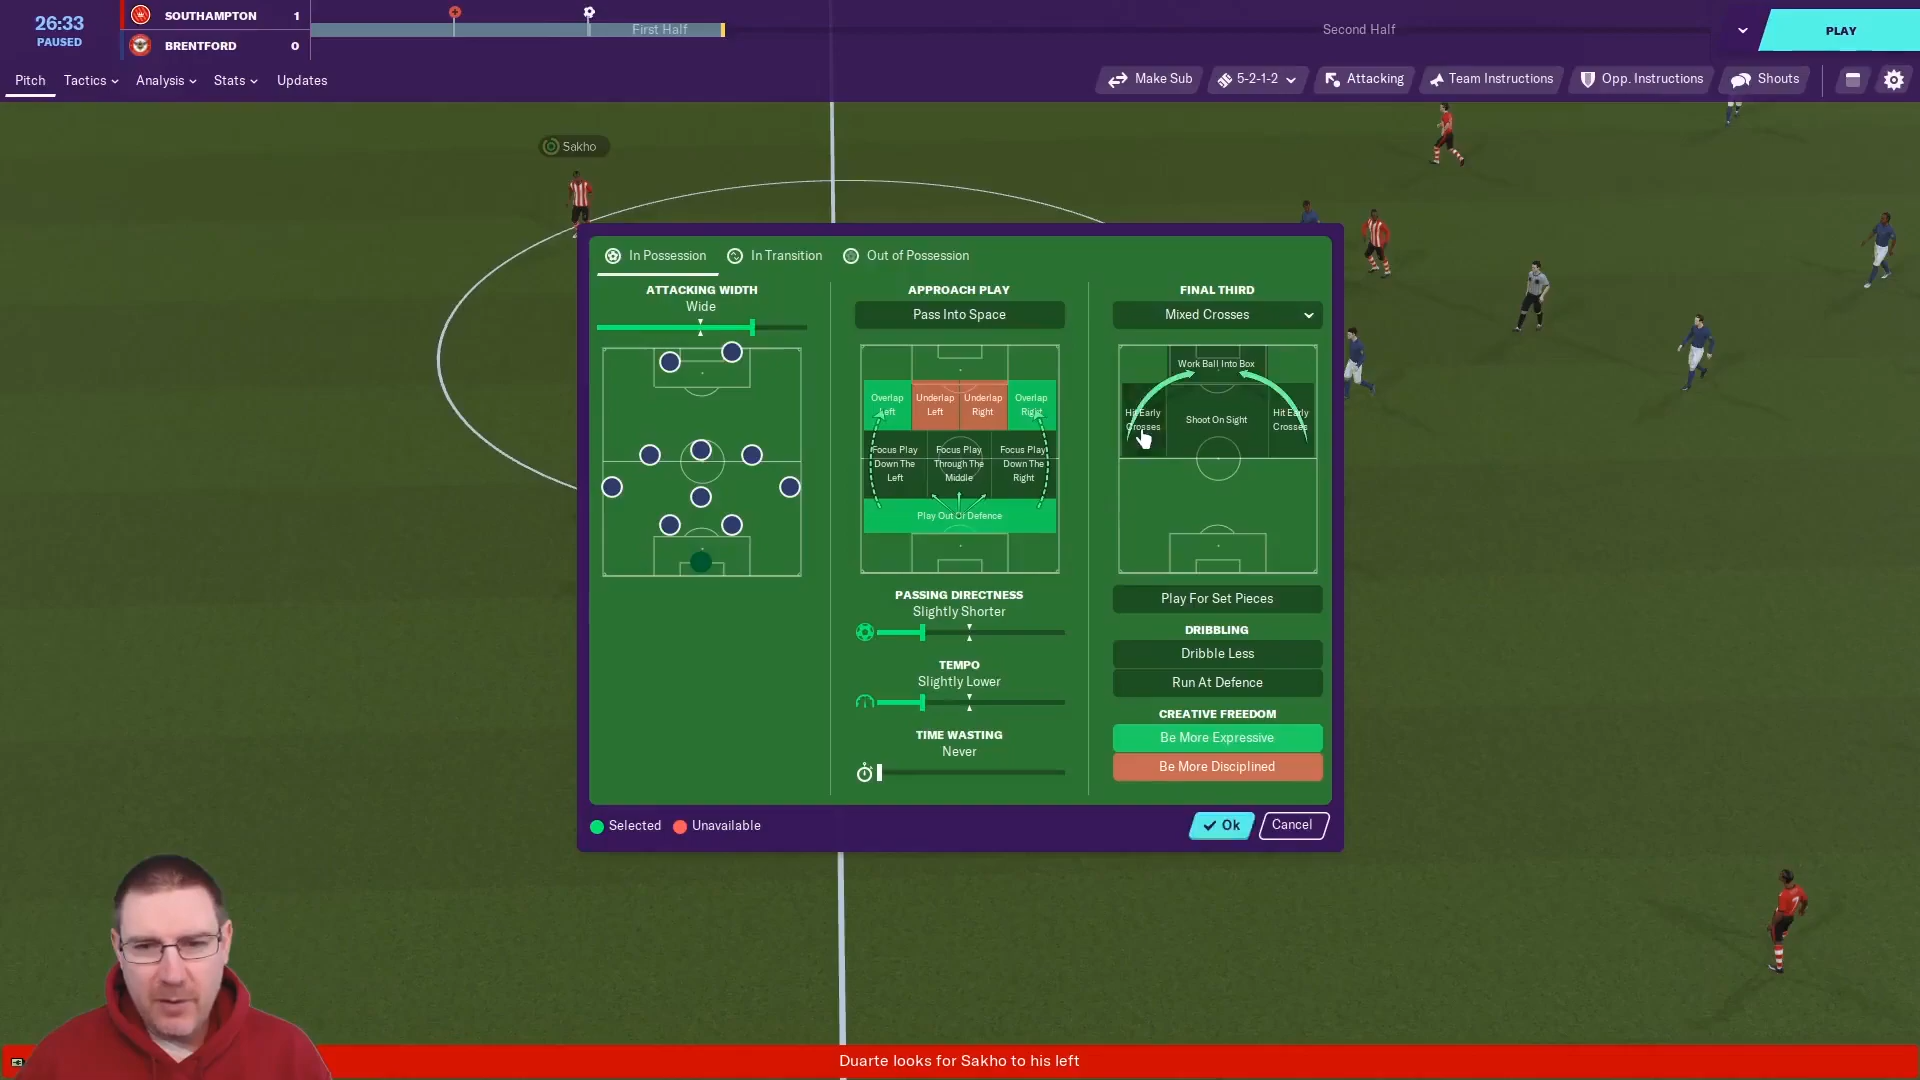 26:33
PAUSED
SOUTHAMPTON 1
BRENTFORD 0
First Half
Second Half
PLAY
Pitch
Tactics
Analysis
Stats
Updates
Make Sub
5-2-1-2
Attacking
Team Instructions
Opp. Instructions
Shouts
Sakho
In Possession
In Transition
Out of Possession
ATTACKING WIDTH
Wide
APPROACH PLAY
Pass Into Space
Overlap Left
Underlap Left
Underlap Right
Overlap Right
Focus Play Down The Left
Focus Play Through The Middle
Focus Play Down The Right
Play Out Of Defence
PASSING DIRECTNESS
Slightly Shorter
TEMPO
Slightly Lower
TIME WASTING
Never
FINAL THIRD
Mixed Crosses
Work Ball Into Box
Hit Early Crosses
Shoot On Sight
Hit Early Crosses
Play For Set Pieces
DRIBBLING
Dribble Less
Run At Defence
CREATIVE FREEDOM
Be More Expressive
Be More Disciplined
Selected
Unavailable
Ok
Cancel
7
Duarte looks for Sakho to his left